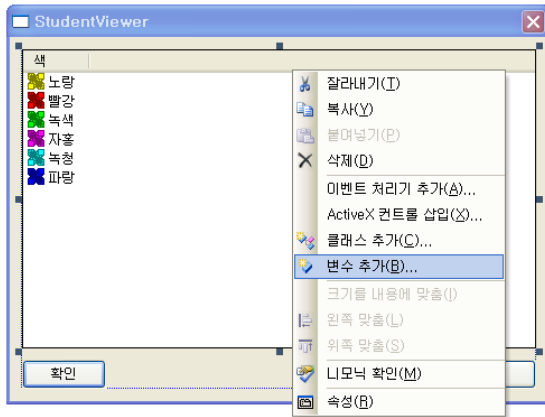 StudentViewer
색
노랑
빨강
녹색
자홍
녹청
파랑
잘라내기(T)
복사(Y)
붙여넣기(P)
삭제(D)
이벤트 처리기 추가(A)...
ActiveX 컨트롤 삽입(X)...
클래스 추가(C)...
변수 추가(B)...
크기를 내용에 맞춤(I)
왼쪽 맞춤(L)
위쪽 맞춤(S)
니모닉 확인(M)
속성(R)
확인